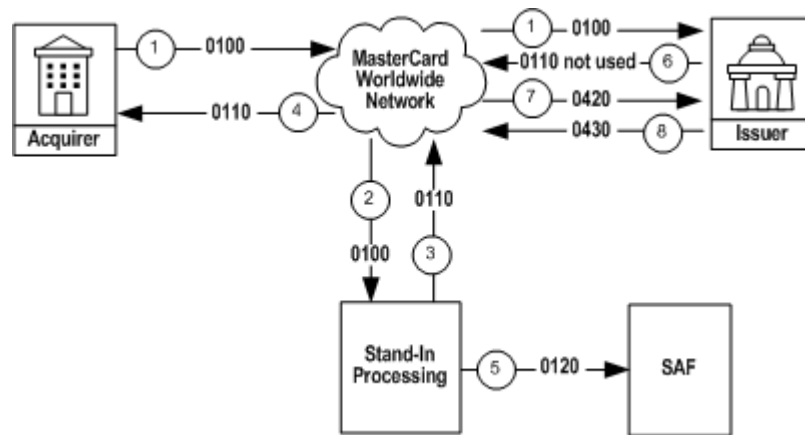 1 0100
MasterCard
Worldwide
Network
1 0100
0110 not used 6
7 0420
0430 8
Acquirer
0110 4
Issuer
2
0100
0110
3
Stand-In
Processing
5 0120
SAF